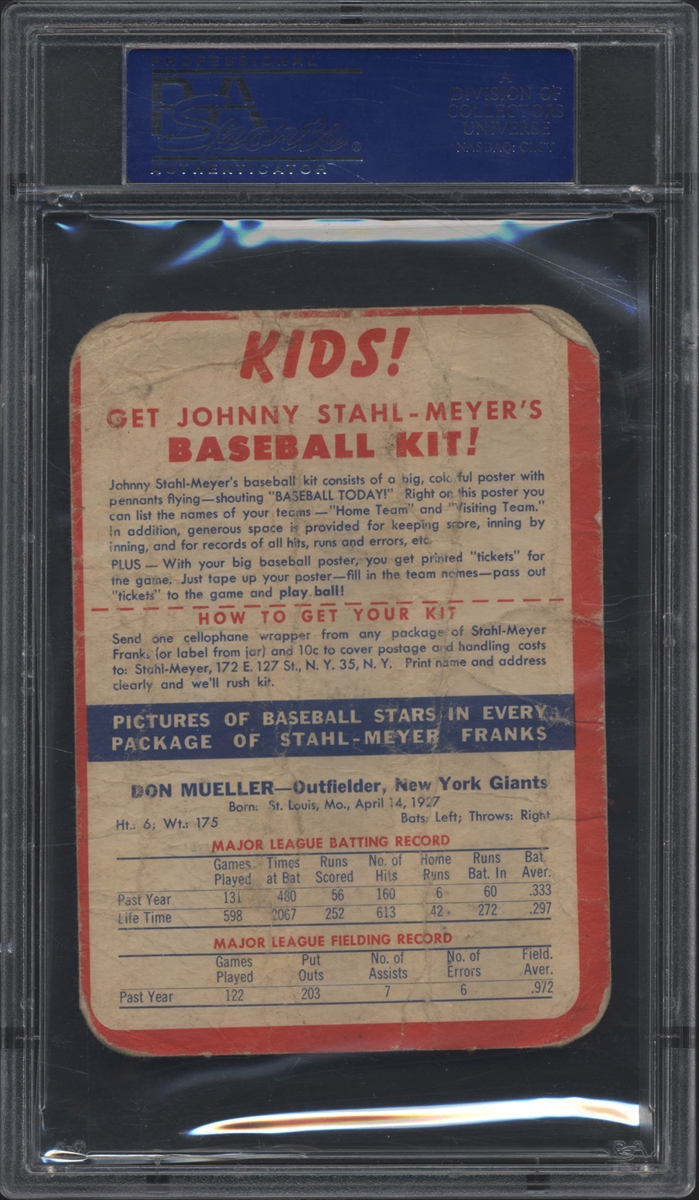 PROFESSIONAL
PSA
Sports®
AUTHENTICATOR
A
DIVISION OF
COLLECTORS
UNIVERSE
NASDAQ: CLCT
KIDS!
GET JOHNNY STAHL-MEYER'S
BASEBALL KIT!
Johnny Stahl-Meyer's baseball kit consists of a big, colorful poster with
pennants flying—shouting "BASEBALL TODAY!" Right on this poster you
can list the names of your teams —"Home Team" and "Visiting Team."
In addition, generous space is provided for keeping score, inning by
inning, and for records of all hits, runs and errors, etc.
PLUS — With your big baseball poster, you get printed "tickets" for
the game. Just tape up your poster—fill in the team names—pass out
"tickets" to the game and play ball!
HOW TO GET YOUR KIT
Send one cellophane wrapper from any package of Stahl-Meyer
Franks (or label from jar) and 10c to cover postage and handling costs
to: Stahl-Meyer, 172 E. 127 St., N. Y. 35, N. Y. Print name and address
clearly and we'll rush kit.
PICTURES OF BASEBALL STARS IN EVERY
PACKAGE OF STAHL-MEYER FRANKS
DON MUELLER—Outfielder, New York Giants
Born: St. Louis, Mo., April 14, 1927
Ht.: 6; Wt.: 175 Bats: Left; Throws: Right
MAJOR LEAGUE BATTING RECORD
Games Times Runs No. of Home Runs Bat.
Played at Bat Scored Hits Runs Bat. In Aver.
Past Year 131 480 56 160 6 60 .333
Life Time 598 2067 252 613 42 272 .297
MAJOR LEAGUE FIELDING RECORD
Games Put No. of No. of Field.
Played Outs Assists Errors Aver.
Past Year 122 203 7 6 .972
PSA